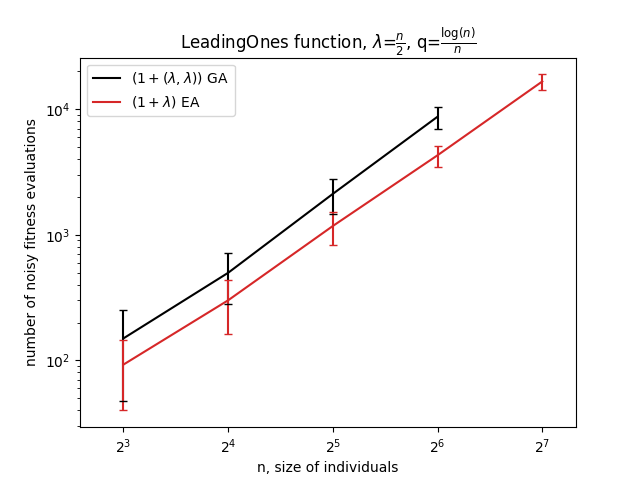 LeadingOnes function, λ=n/2, q=log(n)/n
(1 + (λ, λ)) GA
(1 + λ) EA
number of noisy fitness evaluations
10⁴
10³
10²
2³ 2⁴ 2⁵ 2⁶ 2⁷
n, size of individuals